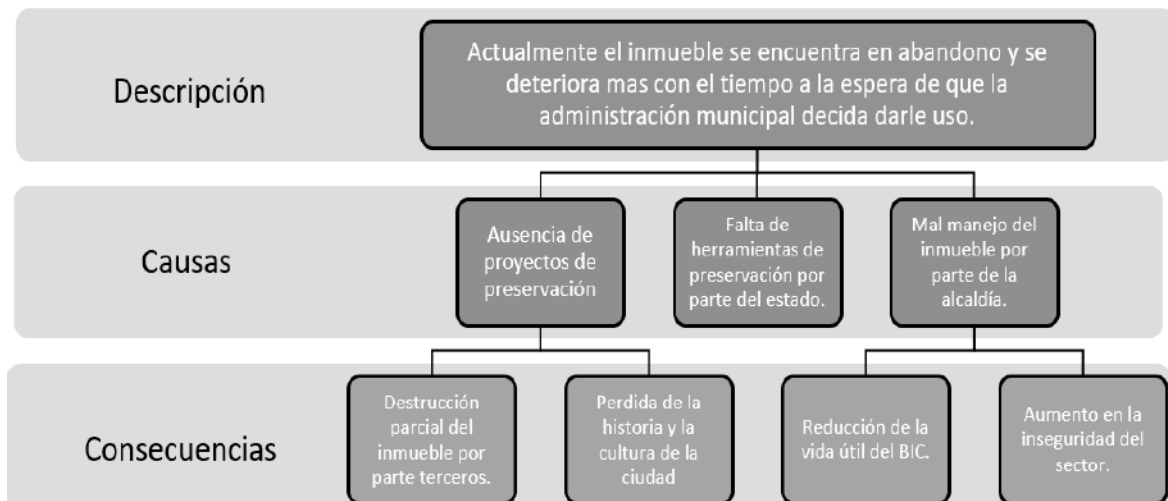 Descripción
Actualmente el inmueble se encuentra en abandono y se
deteriora mas con el tiempo a la espera de que la
administración municipal decida darle uso.
Causas
Ausencia de
proyectos de
preservación
Falta de
herramientas de
preservación por
parte del estado.
Mal manejo del
inmueble por
parte de la
alcaldía.
Consecuencias
Destrucción
parcial del
inmueble por
parte terceros.
Perdida de la
historia y la
cultura de la
ciudad
Reducción de la
vida útil del BIC.
Aumento en la
inseguridad del
sector.